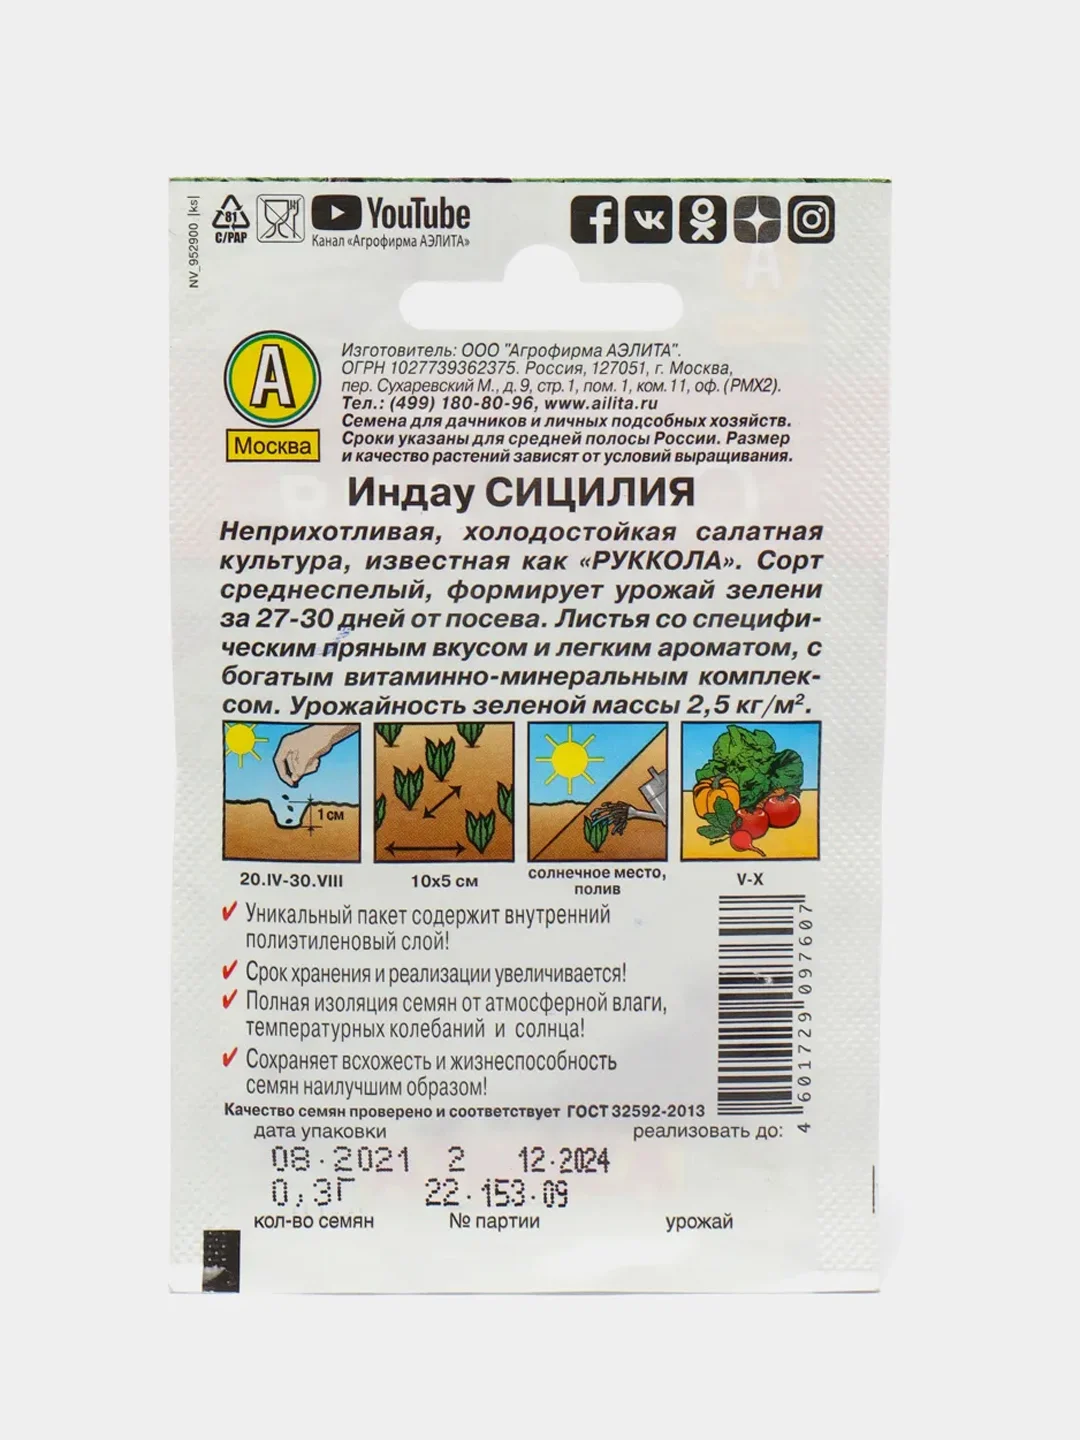 NV_952900 |ks|
81
C/PAP
YouTube
Канал «Агрофирма АЭЛИТА»
А
Москва
Изготовитель: ООО "Агрофирма АЭЛИТА".
ОГРН 1027739362375. Россия, 127051, г. Москва,
пер. Сухаревский М., д. 9, стр. 1, пом. 1, ком. 11, оф. (РМХ2).
Тел.: (499) 180-80-96, www.ailita.ru
Семена для дачников и личных подсобных хозяйств.
Сроки указаны для средней полосы России. Размер
и качество растений зависят от условий выращивания.
Индау СИЦИЛИЯ
Неприхотливая, холодостойкая салатная
культура, известная как «РУККОЛА». Сорт
среднеспелый, формирует урожай зелени
за 27-30 дней от посева. Листья со специфи-
ческим пряным вкусом и легким ароматом, с
богатым витаминно-минеральным комплек-
сом. Урожайность зеленой массы 2,5 кг/м².
1 см
20.IV-30.VIII
10х5 см
солнечное место,
полив
V-X
Уникальный пакет содержит внутренний
полиэтиленовый слой!
Срок хранения и реализации увеличивается!
Полная изоляция семян от атмосферной влаги,
температурных колебаний и солнца!
Сохраняет всхожесть и жизнеспособность
семян наилучшим образом!
4 601729 097607
Качество семян проверено и соответствует ГОСТ 32592-2013
дата упаковки реализовать до:
08.2021 2 12.2024
0,3Г 22.153.09
кол-во семян № партии урожай